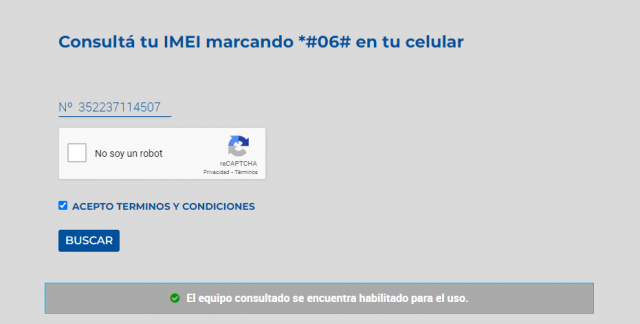 Consultá tu IMEI marcando *#06# en tu celular
Nº 352237114507
No soy un robot
reCAPTCHA
Privacidad - Términos
ACEPTO TERMINOS Y CONDICIONES
BUSCAR
El equipo consultado se encuentra habilitado para el uso.